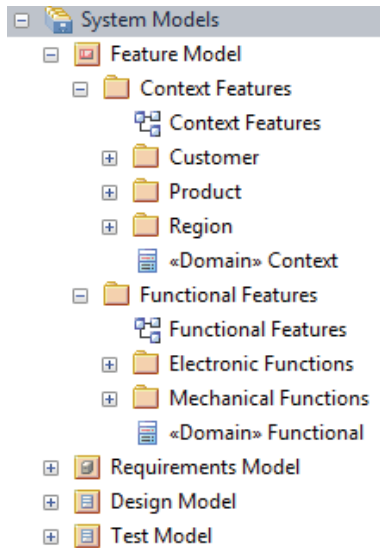 System Models
Feature Model
Context Features
Context Features
Customer
Product
Region
«Domain» Context
Functional Features
Functional Features
Electronic Functions
Mechanical Functions
«Domain» Functional
Requirements Model
Design Model
Test Model